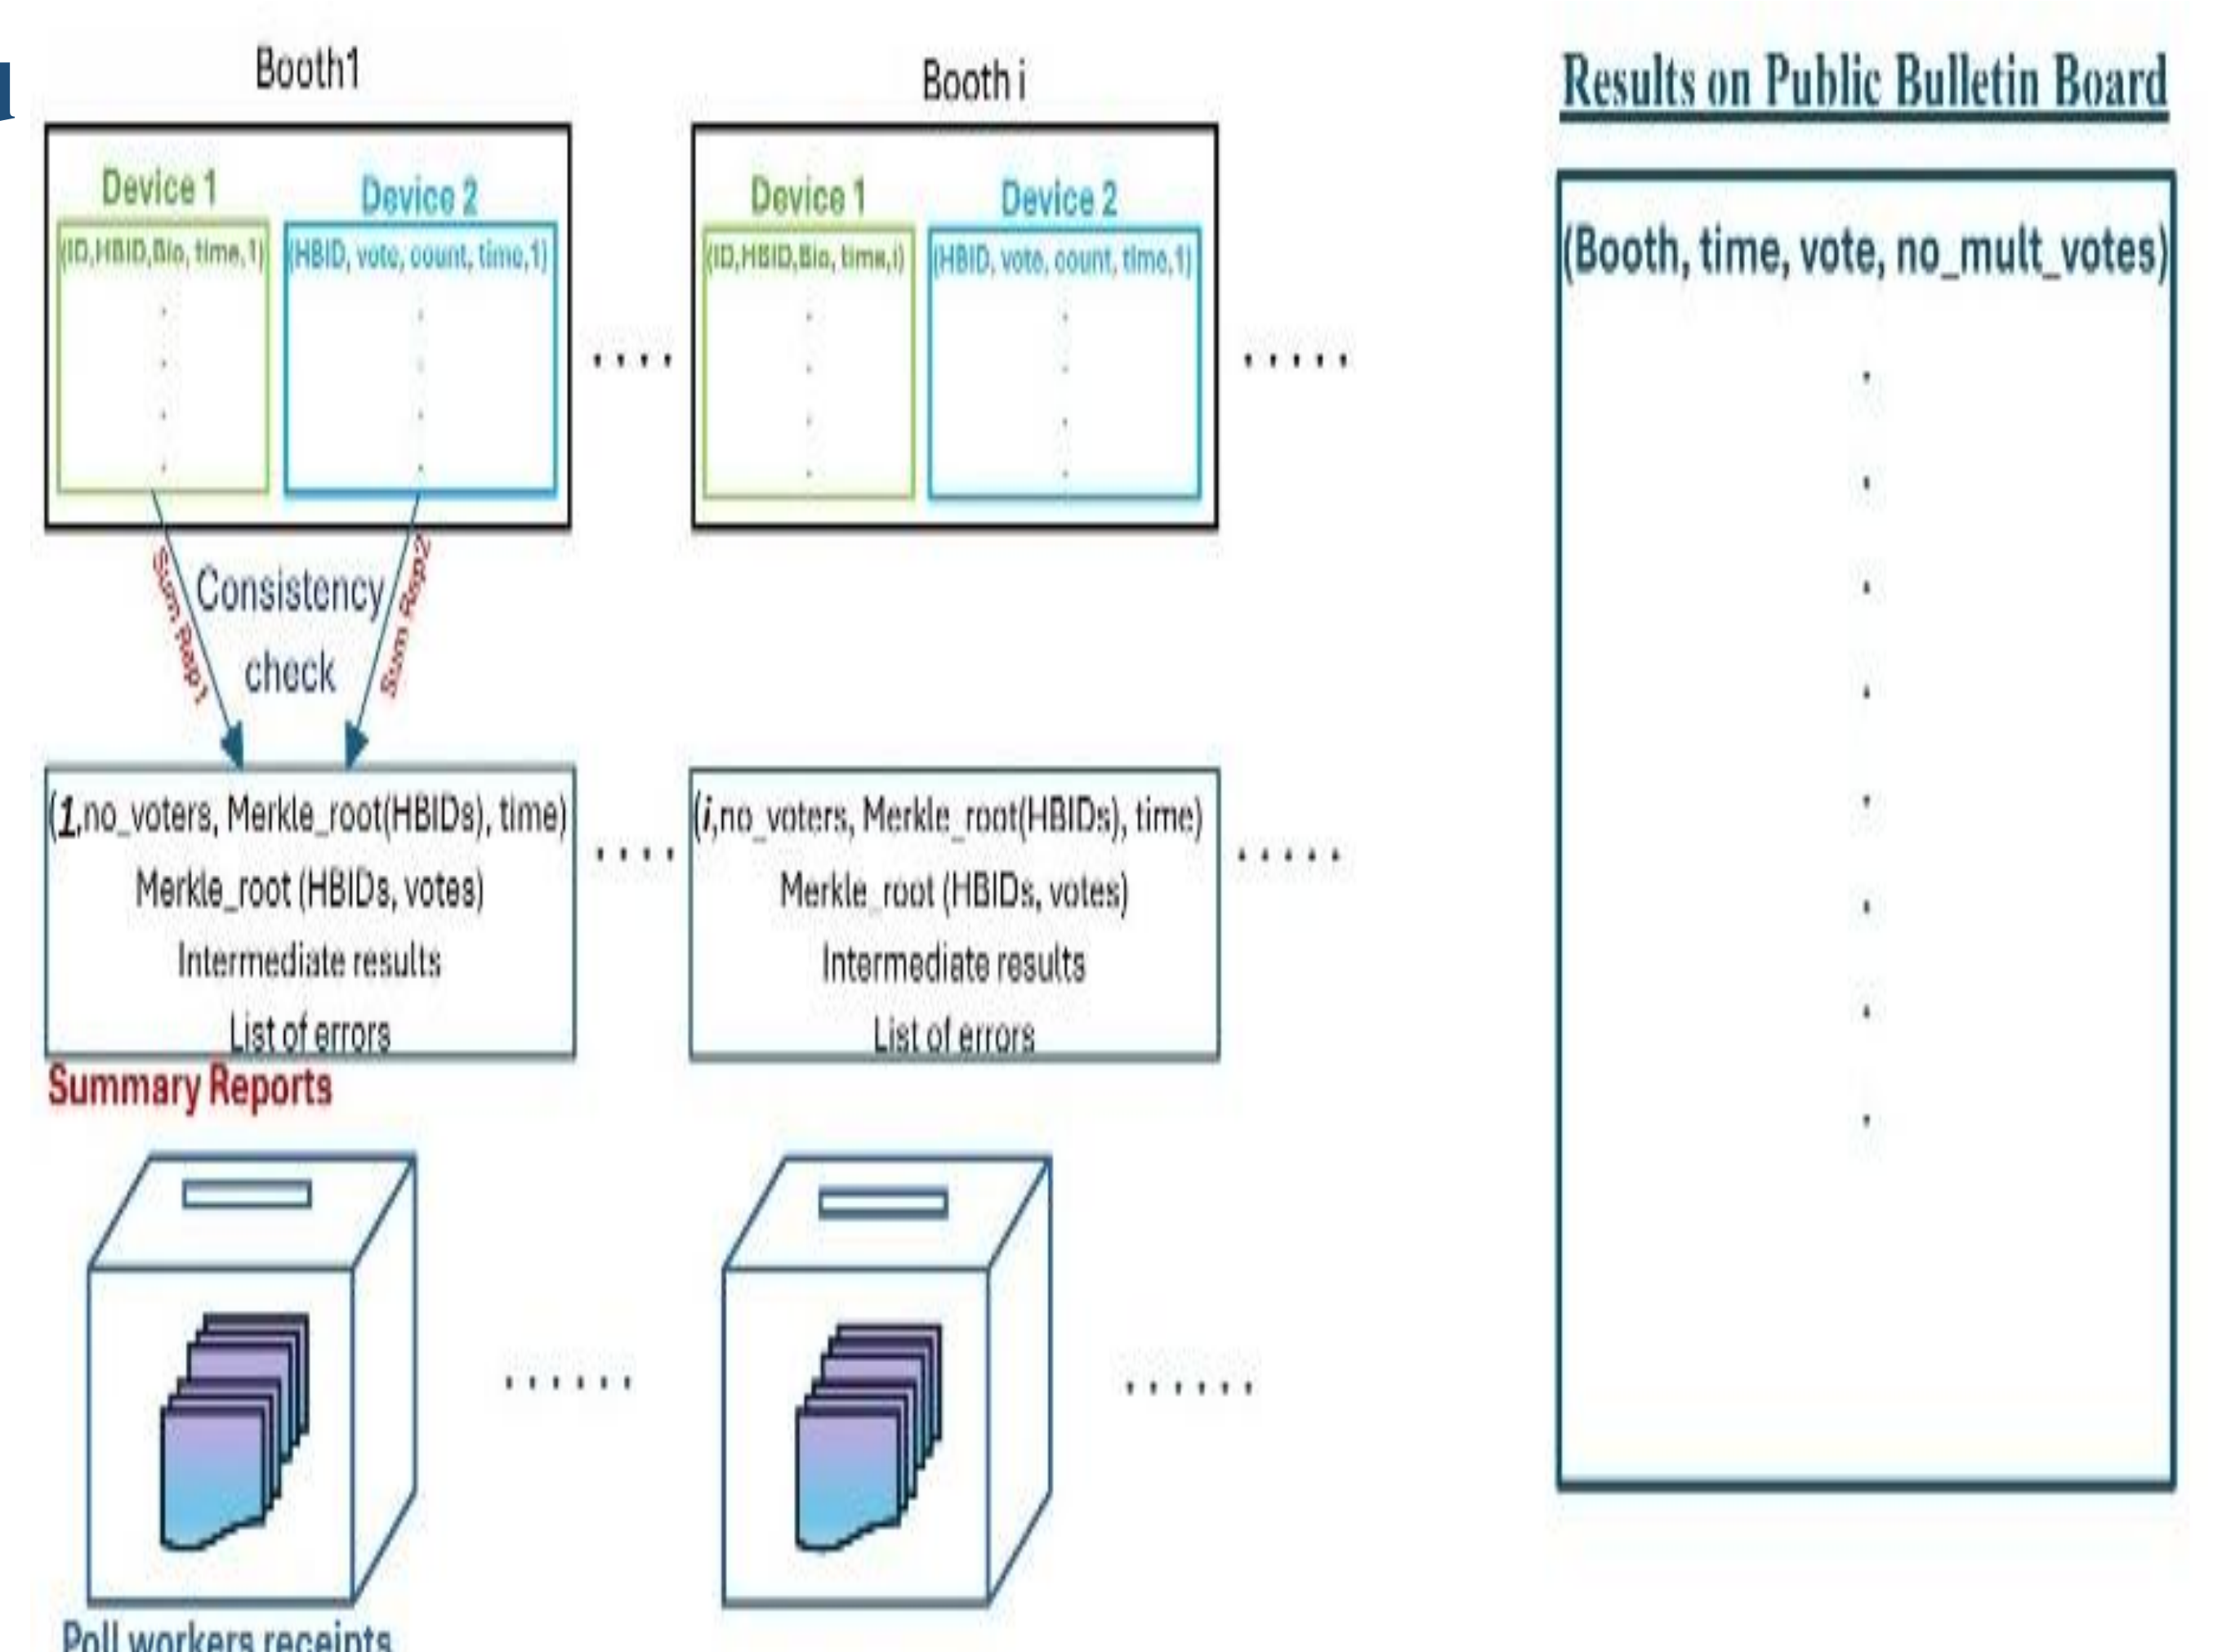 Booth1
Device 1
Device 2
(ID,HBID,Bio, time,1)
(HBID, vote, count, time,1)
Sum Rep1
Consistency
check
Sum Rep2
(1,no_voters, Merkle_root(HBIDs), time)
Merkle_root (HBIDs, votes)
Intermediate results
List of errors
Summary Reports
Poll workers receipts
Booth i
Device 1
Device 2
(ID,HBID,Bio, time,i)
(HBID, vote, count, time,1)
(i,no_voters, Merkle_root(HBIDs), time)
Merkle_root (HBIDs, votes)
Intermediate results
List of errors
Results on Public Bulletin Board
(Booth, time, vote, no_mult_votes)